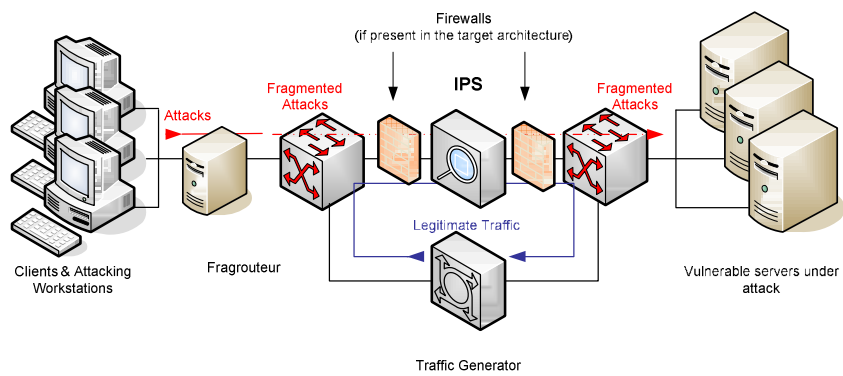 Firewalls
(if present in the target architecture)
IPS
Fragmented
Attacks
Fragmented
Attacks
Attacks
Legitimate Traffic
Clients & Attacking
Workstations
Fragrouteur
Vulnerable servers under
attack
Traffic Generator